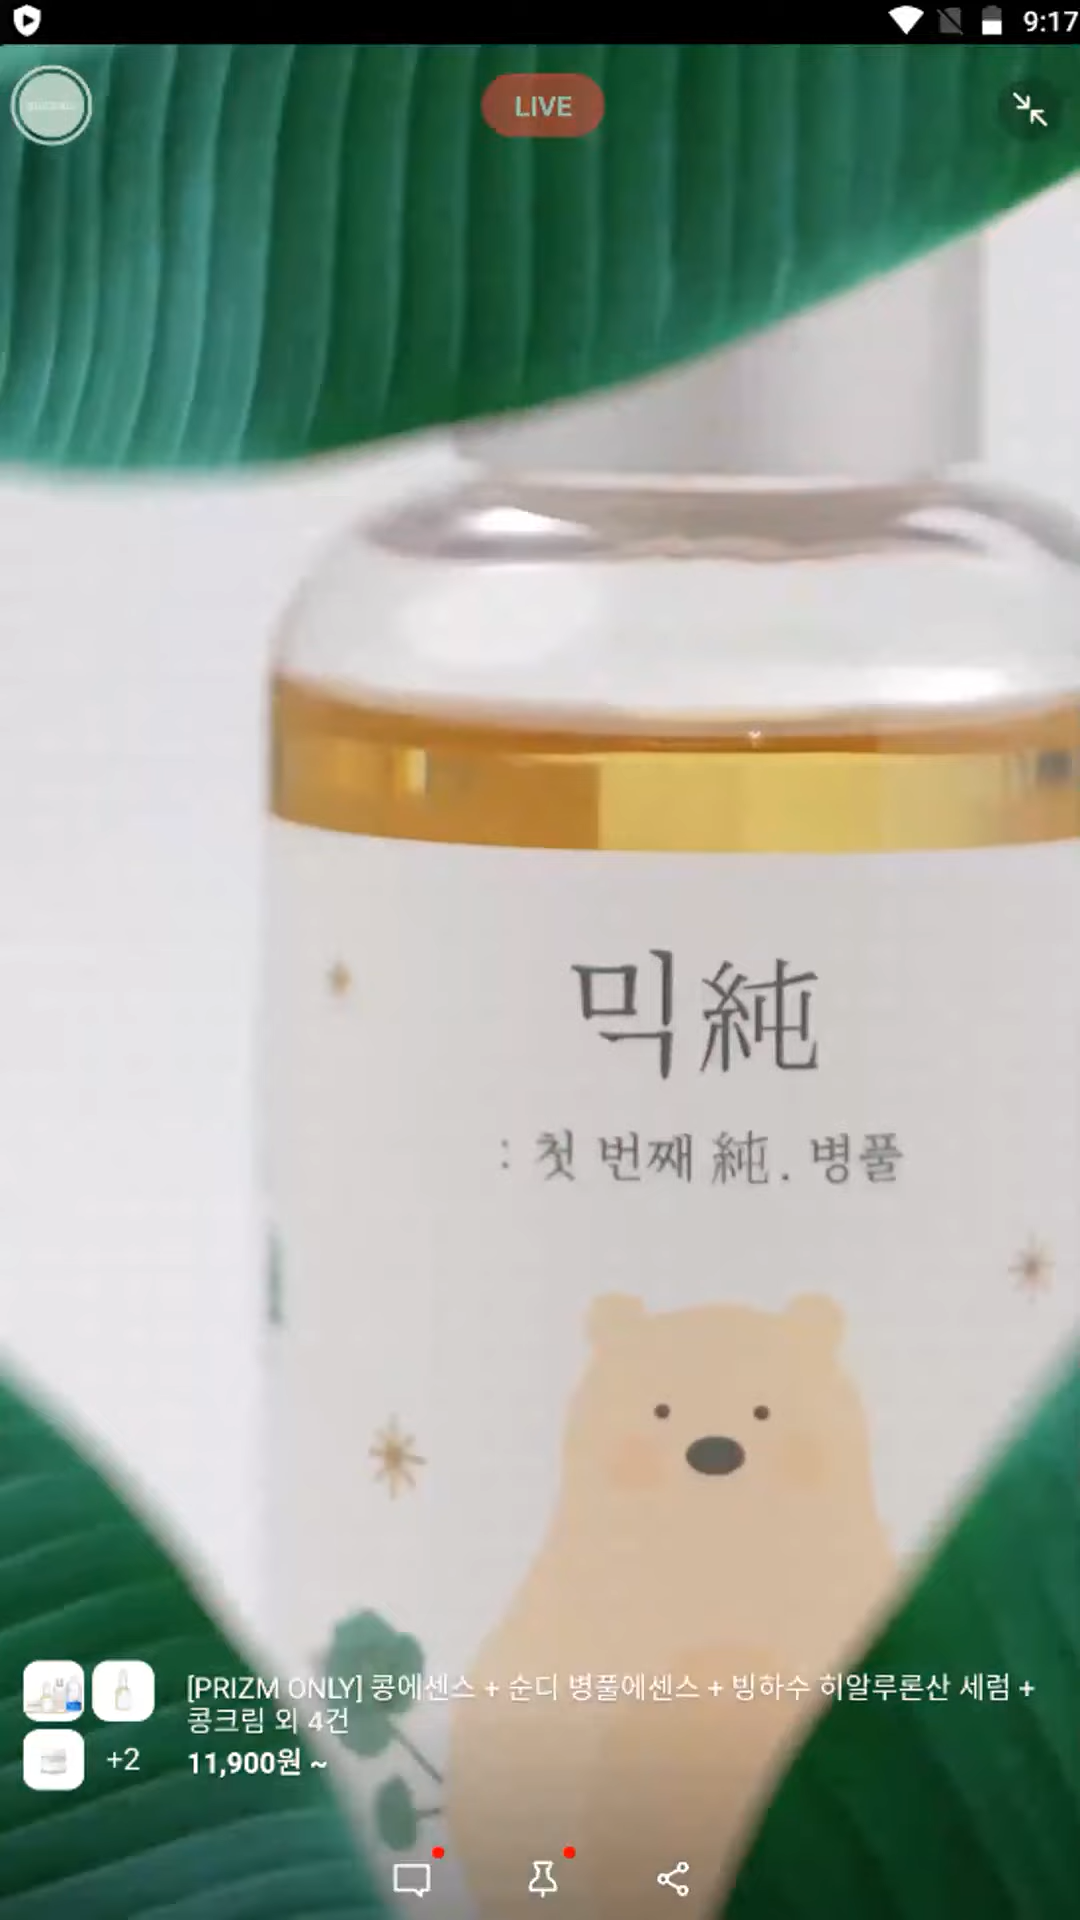 9:17
LIVE
믹純
: 첫 번째 純. 병풀
[PRIZM ONLY] 콩에센스 + 순디 병풀에센스 + 빙하수 히알루론산 세럼 +
콩크림 외 4건
+2
11,900원 ~